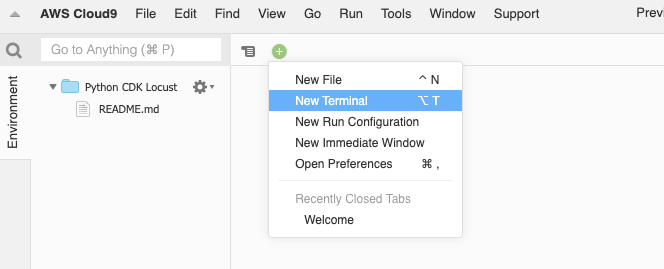 AWS Cloud9 File Edit Find View Go Run Tools Window Support Previ
Go to Anything (⌘ P)
Environment
Python CDK Locust
README.md
New File ^ N
New Terminal ⌥ T
New Run Configuration
New Immediate Window
Open Preferences ⌘ ,
Recently Closed Tabs
Welcome